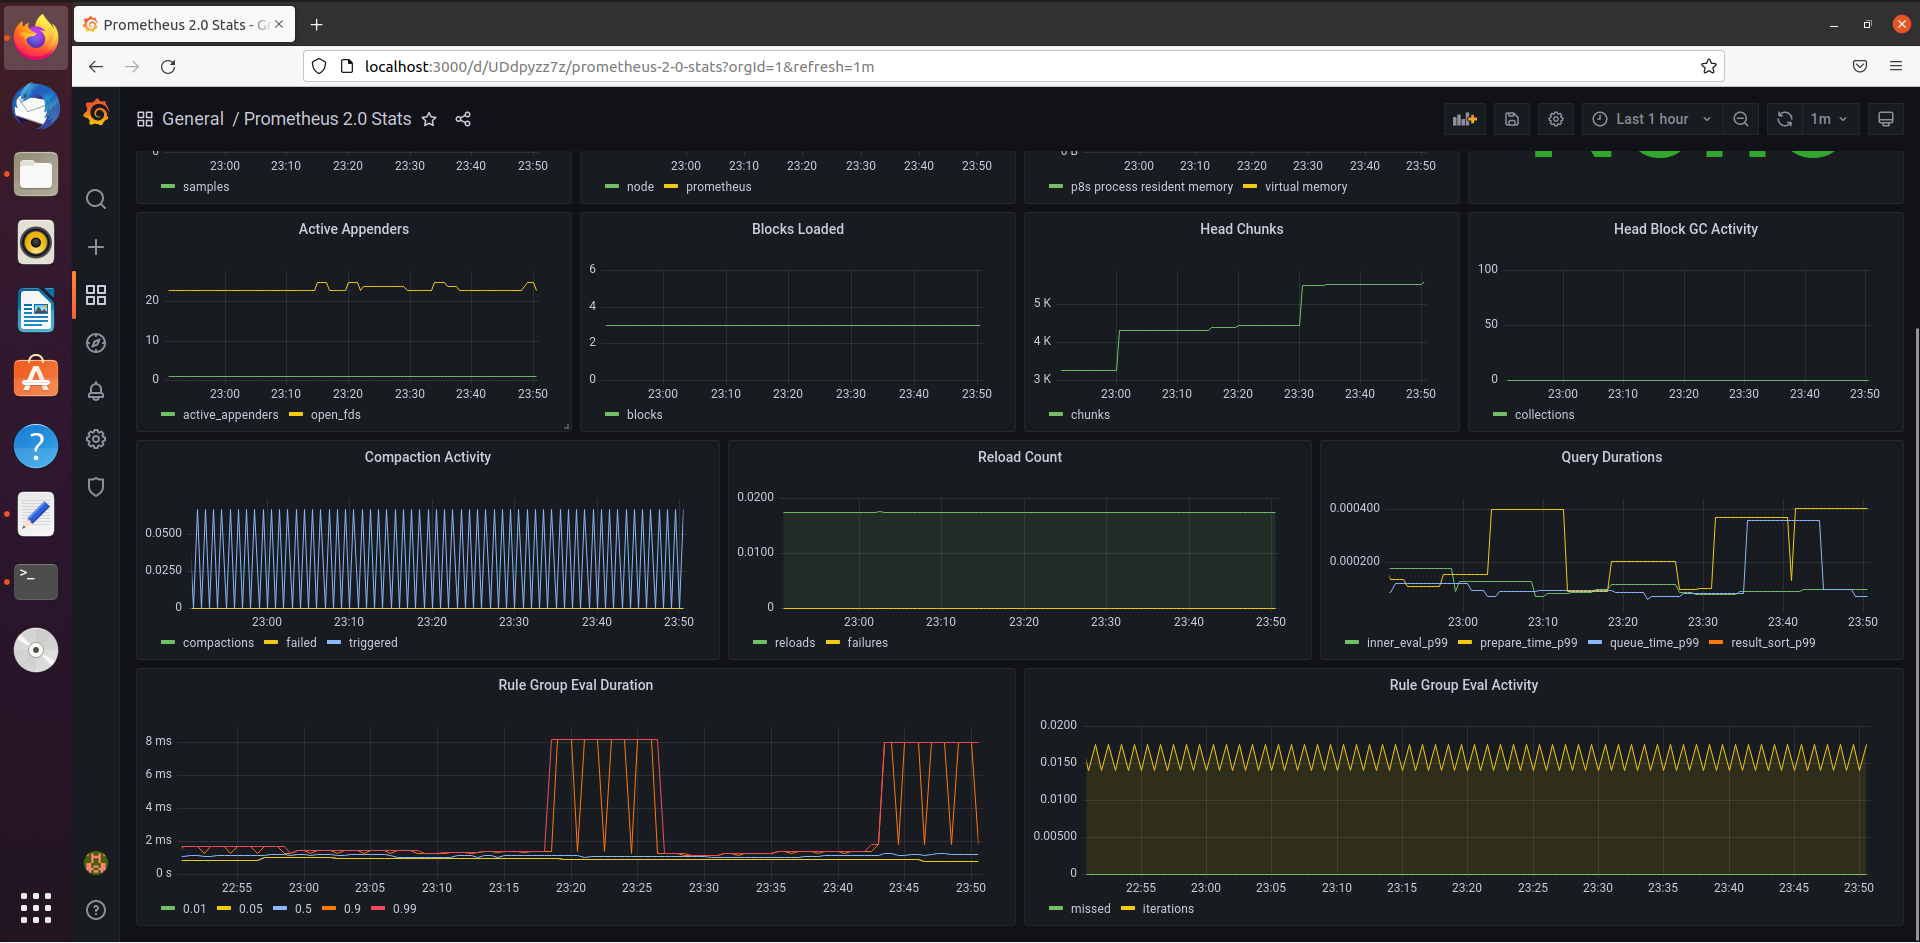 Prometheus 2.0 Stats - Gr
localhost:3000/d/UDdpyzz7z/prometheus-2-0-stats?orgId=1&refresh=1m
General / Prometheus 2.0 Stats
Last 1 hour
1m
23:00 23:10 23:20 23:30 23:40 23:50
samples
23:00 23:10 23:20 23:30 23:40 23:50
node prometheus
0 B
23:00 23:10 23:20 23:30 23:40 23:50
p8s process resident memory virtual memory
Active Appenders
20
10
0
23:00 23:10 23:20 23:30 23:40 23:50
active_appenders open_fds
Blocks Loaded
6
4
2
0
23:00 23:10 23:20 23:30 23:40 23:50
blocks
Head Chunks
5 K
4 K
3 K
23:00 23:10 23:20 23:30 23:40 23:50
chunks
Head Block GC Activity
100
50
0
23:00 23:10 23:20 23:30 23:40 23:50
collections
Compaction Activity
0.0500
0.0250
0
23:00 23:10 23:20 23:30 23:40 23:50
compactions failed triggered
Reload Count
0.0200
0.0100
0
23:00 23:10 23:20 23:30 23:40 23:50
reloads failures
Query Durations
0.000400
0.000200
23:00 23:10 23:20 23:30 23:40 23:50
inner_eval_p99 prepare_time_p99 queue_time_p99 result_sort_p99
Rule Group Eval Duration
8 ms
6 ms
4 ms
2 ms
0 s
22:55 23:00 23:05 23:10 23:15 23:20 23:25 23:30 23:35 23:40 23:45 23:50
0.01 0.05 0.5 0.9 0.99
Rule Group Eval Activity
0.0200
0.0150
0.0100
0.00500
0
22:55 23:00 23:05 23:10 23:15 23:20 23:25 23:30 23:35 23:40 23:45 23:50
missed iterations